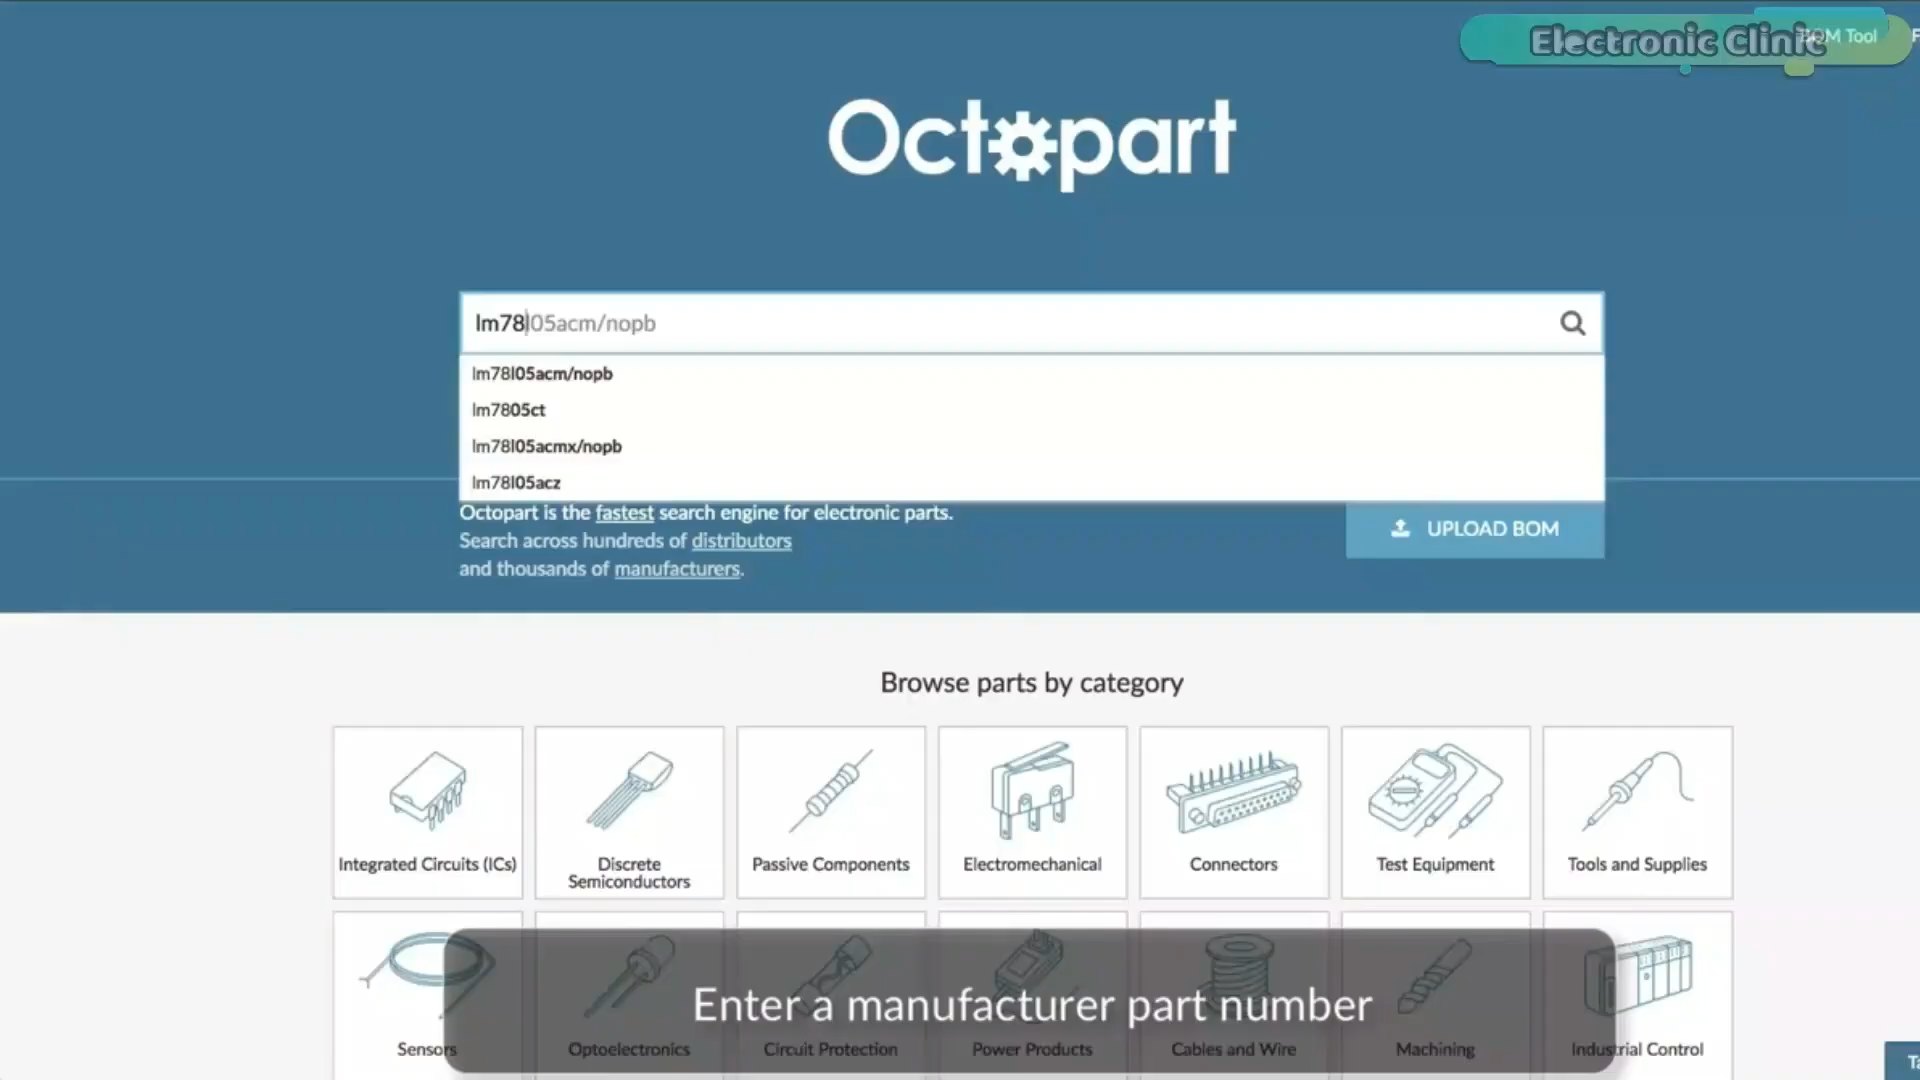 Electronic Clinic
BOM Tool
Octopart
lm78l05acm/nopb
lm78l05acm/nopb
lm7805ct
lm78l05acmx/nopb
lm78l05acz
Octopart is the fastest search engine for electronic parts.
Search across hundreds of distributors
and thousands of manufacturers.
UPLOAD BOM
Browse parts by category
Integrated Circuits (ICs)
Discrete
Semiconductors
Passive Components
Electromechanical
Connectors
Test Equipment
Tools and Supplies
Enter a manufacturer part number
Sensors
Optoelectronics
Circuit Protection
Power Products
Cables and Wire
Machining
Industrial Control